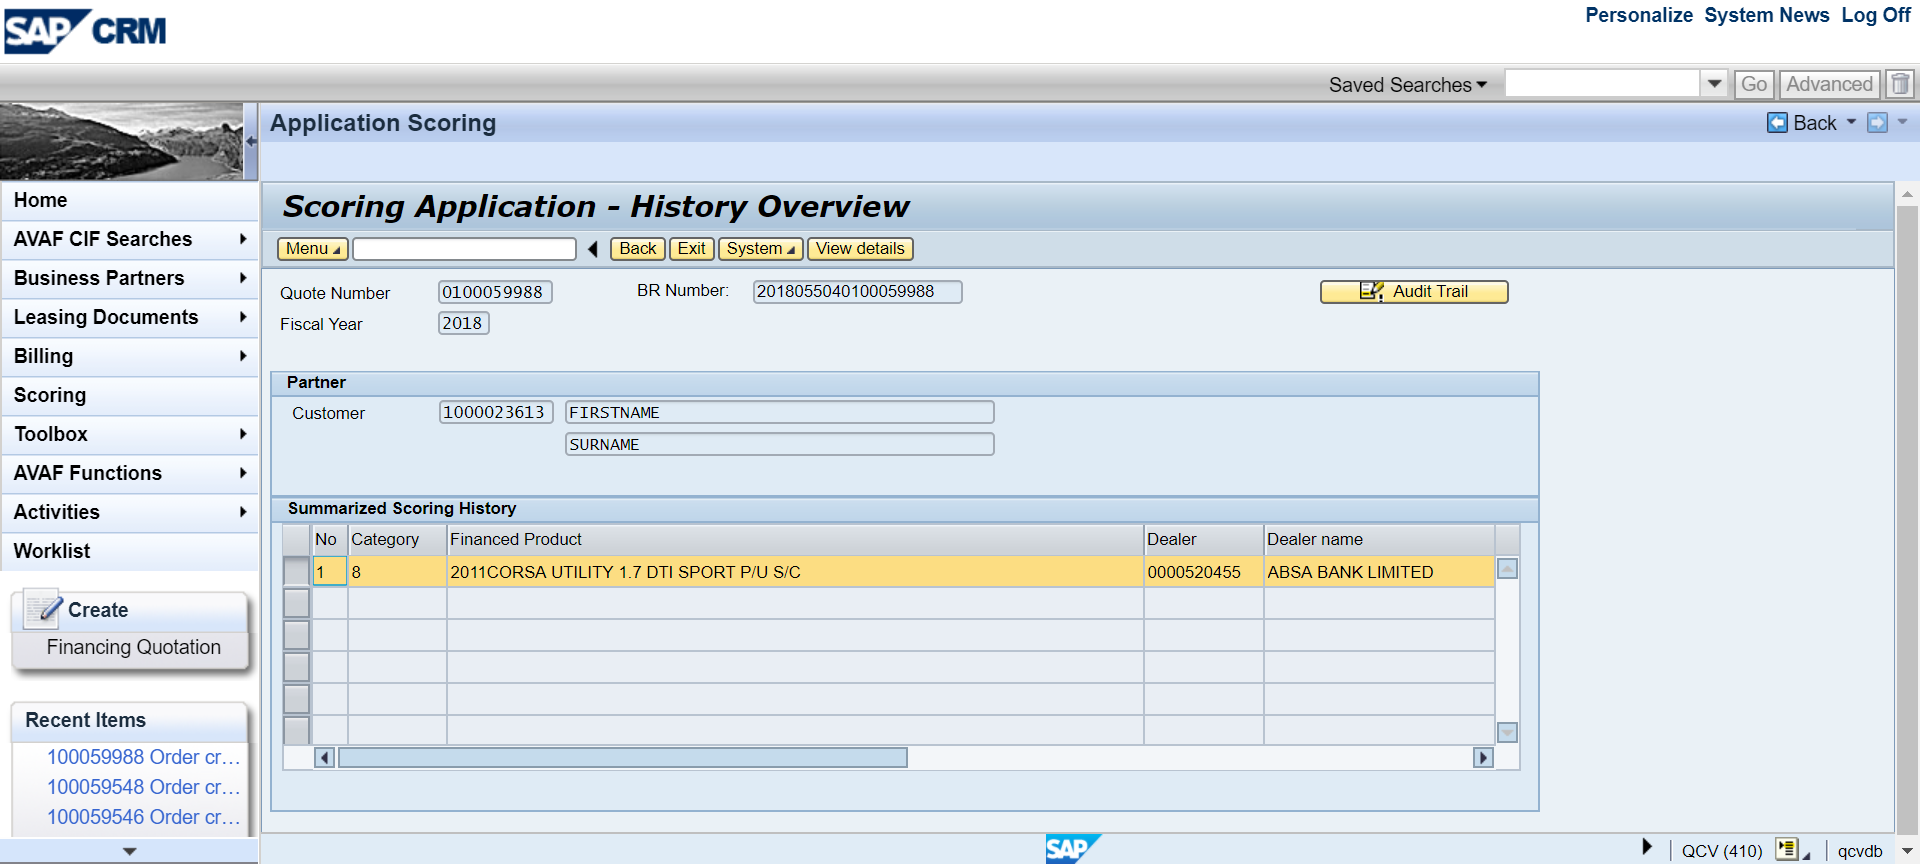 SAP CRM
Personalize System News Log Off
Saved Searches Go Advanced
Application Scoring
Back
Home
AVAF CIF Searches
Business Partners
Leasing Documents
Billing
Scoring
Toolbox
AVAF Functions
Activities
Worklist
Create
Financing Quotation
Recent Items
100059988 Order cr...
100059548 Order cr...
100059546 Order cr...
Scoring Application - History Overview
Menu Back Exit System View details
Quote Number 0100059988 BR Number: 2018055040100059988 Audit Trail
Fiscal Year 2018
Partner
Customer 1000023613 FIRSTNAME
SURNAME
Summarized Scoring History
No Category Financed Product Dealer Dealer name
1 8 2011CORSA UTILITY 1.7 DTI SPORT P/U S/C 0000520455 ABSA BANK LIMITED
SAP QCV (410) qcvdb